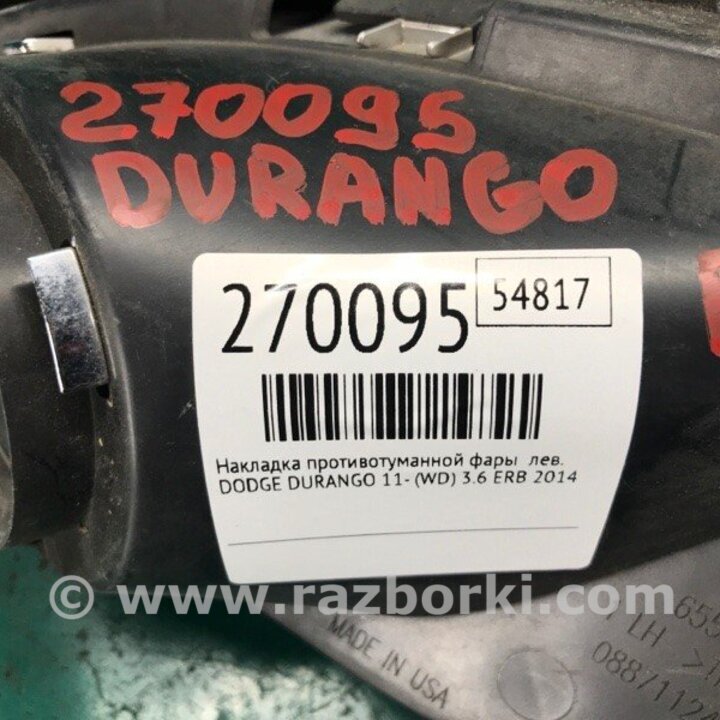 270095
DURANGO
270095
54817
Накладка противотуманной фары лев.
DODGE DURANGO 11- (WD) 3.6 ERB 2014
© www.razborki.com
LH
MADE IN USA